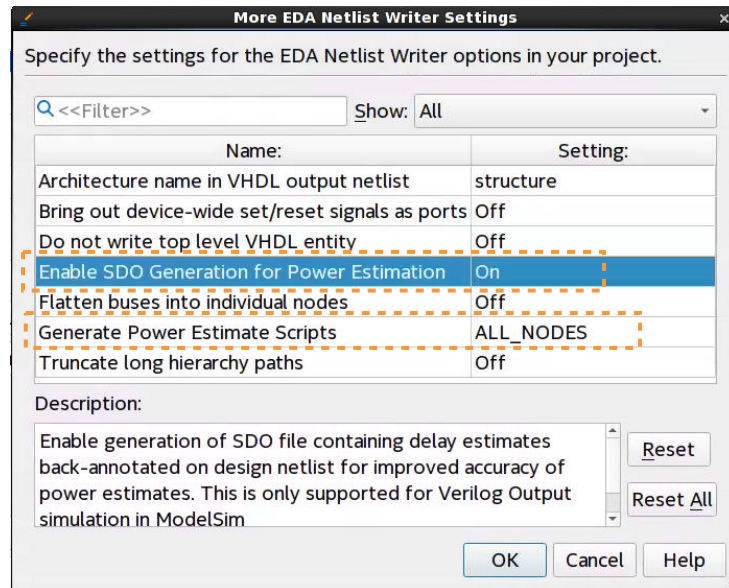 More EDA Netlist Writer Settings
Specify the settings for the EDA Netlist Writer options in your project.
<<Filter>> Show: All
Name: Setting:
Architecture name in VHDL output netlist structure
Bring out device-wide set/reset signals as ports Off
Do not write top level VHDL entity Off
Enable SDO Generation for Power Estimation On
Flatten buses into individual nodes Off
Generate Power Estimate Scripts ALL_NODES
Truncate long hierarchy paths Off
Description:
Enable generation of SDO file containing delay estimates
back-annotated on design netlist for improved accuracy of
power estimates. This is only supported for Verilog Output
simulation in ModelSim
Reset
Reset All
OK Cancel Help